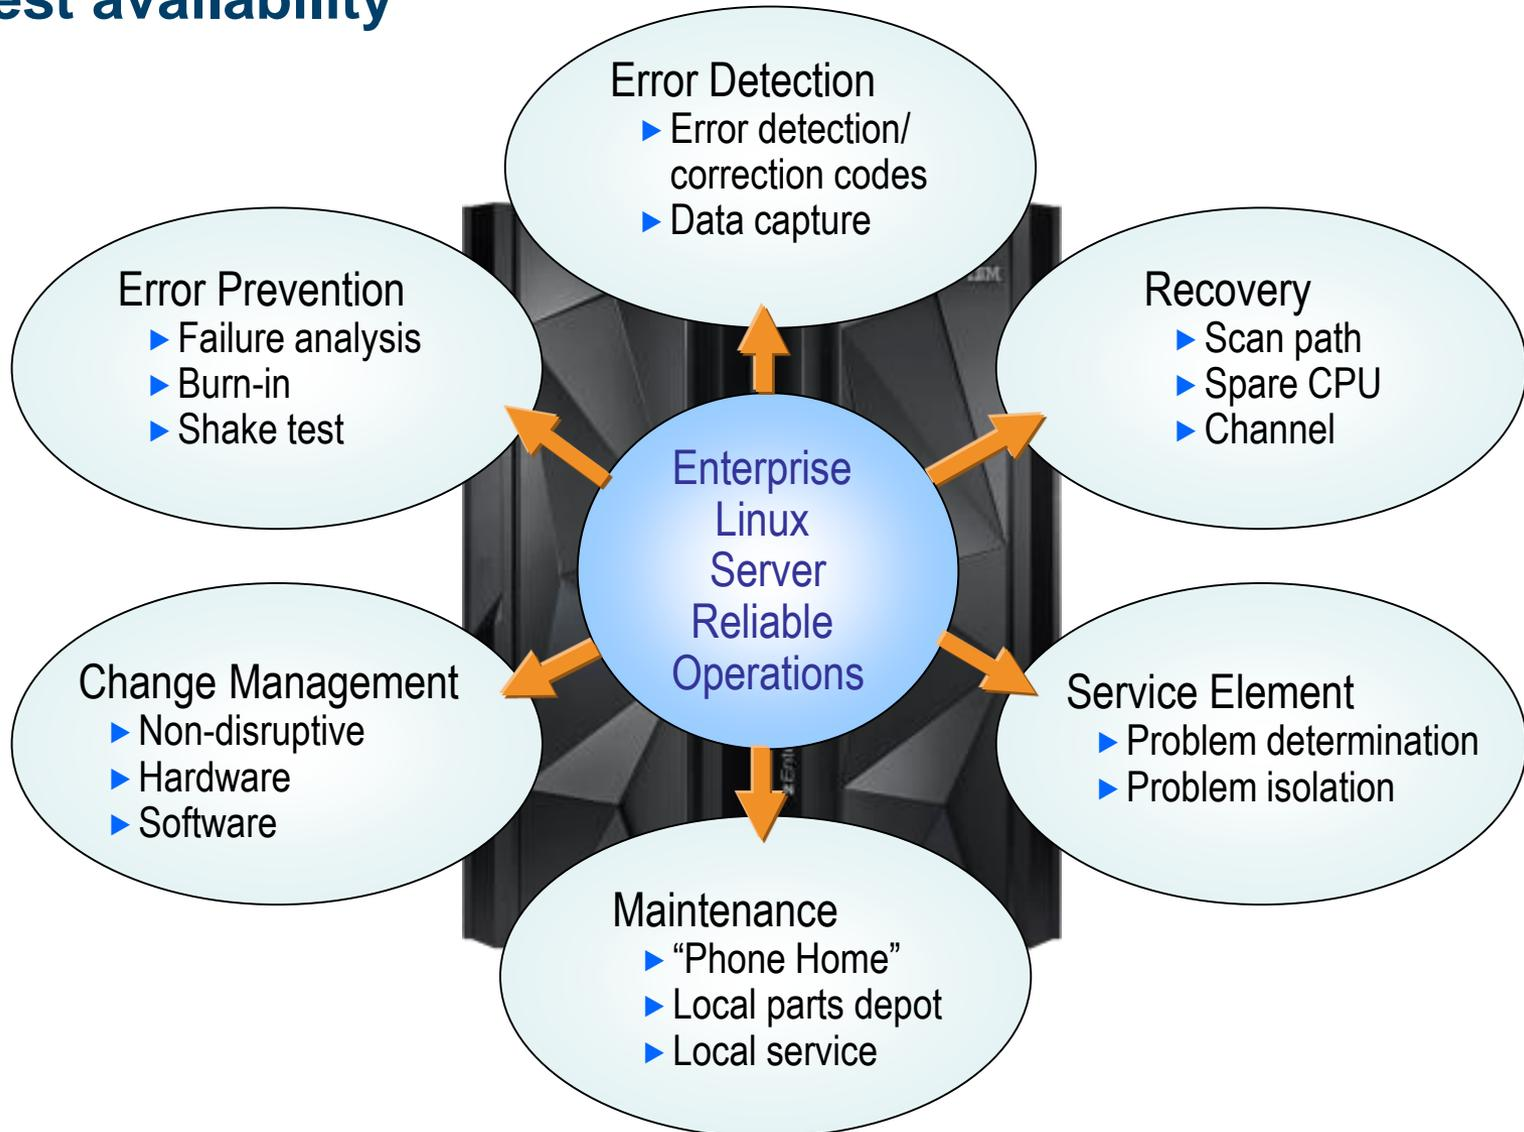 est availability
Error Detection
▶ Error detection/
correction codes
▶ Data capture
Error Prevention
▶ Failure analysis
▶ Burn-in
▶ Shake test
IBM
Recovery
▶ Scan path
▶ Spare CPU
▶ Channel
Enterprise
Linux
Server
Reliable
Operations
Change Management
▶ Non-disruptive
▶ Hardware
▶ Software
Service Element
▶ Problem determination
▶ Problem isolation
zEnt
Maintenance
▶ “Phone Home”
▶ Local parts depot
▶ Local service